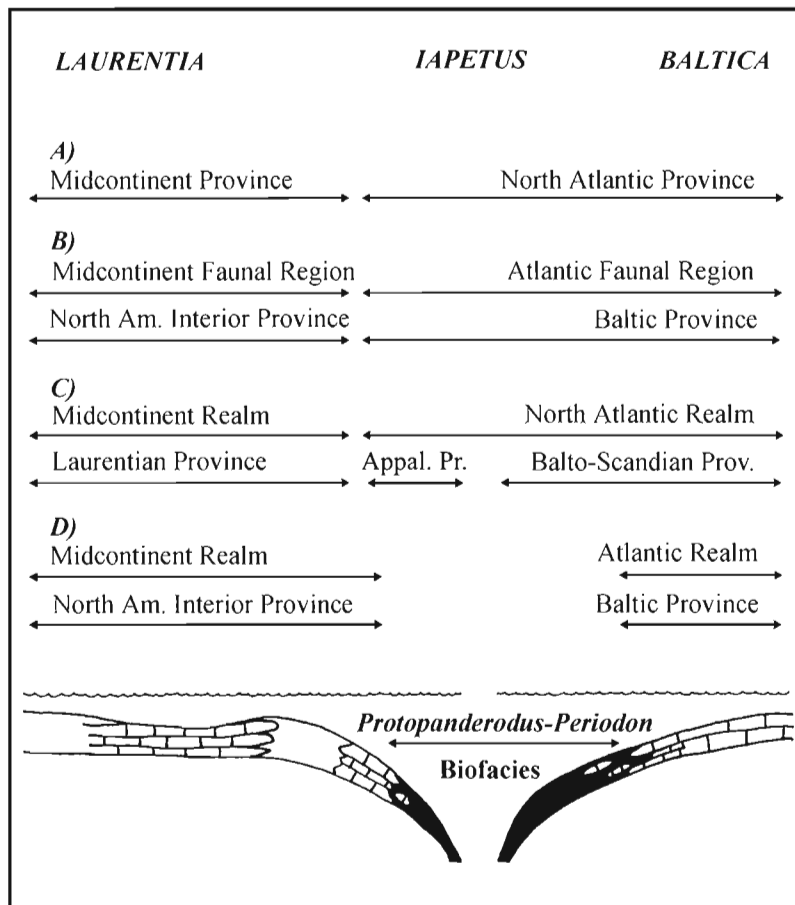 LAURENTIA IAPETUS BALTICA
A)
Midcontinent Province North Atlantic Province
B)
Midcontinent Faunal Region Atlantic Faunal Region
North Am. Interior Province Baltic Province
C)
Midcontinent Realm North Atlantic Realm
Laurentian Province Appal. Pr. Balto-Scandian Prov.
D)
Midcontinent Realm Atlantic Realm
North Am. Interior Province Baltic Province
Protopanderodus-Periodon
Biofacies